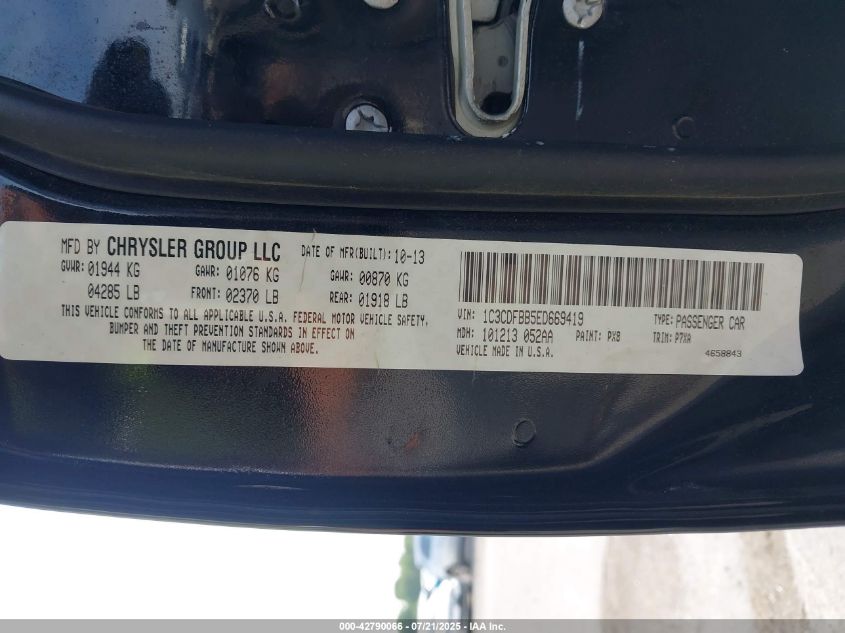 MFD BY CHRYSLER GROUP LLC DATE OF MFR(BUILT): 10-13
GVWR: 01944 KG GAWR: 01076 KG GAWR: 00870 KG
04285 LB FRONT: 02370 LB REAR: 01918 LB
THIS VEHICLE CONFORMS TO ALL APPLICABLE U.S.A. FEDERAL MOTOR VEHICLE SAFETY,
BUMPER AND THEFT PREVENTION STANDARDS IN EFFECT ON
THE DATE OF MANUFACTURE SHOWN ABOVE.
VIN: 1C3CDFBB5ED669419 TYPE: PASSENGER CAR
MDH: 101213 052AA PAINT: PXB TRIM: P7XA
VEHICLE MADE IN U.S.A. 4658843
000-42790066 - 07/21/2025 - IAA Inc.